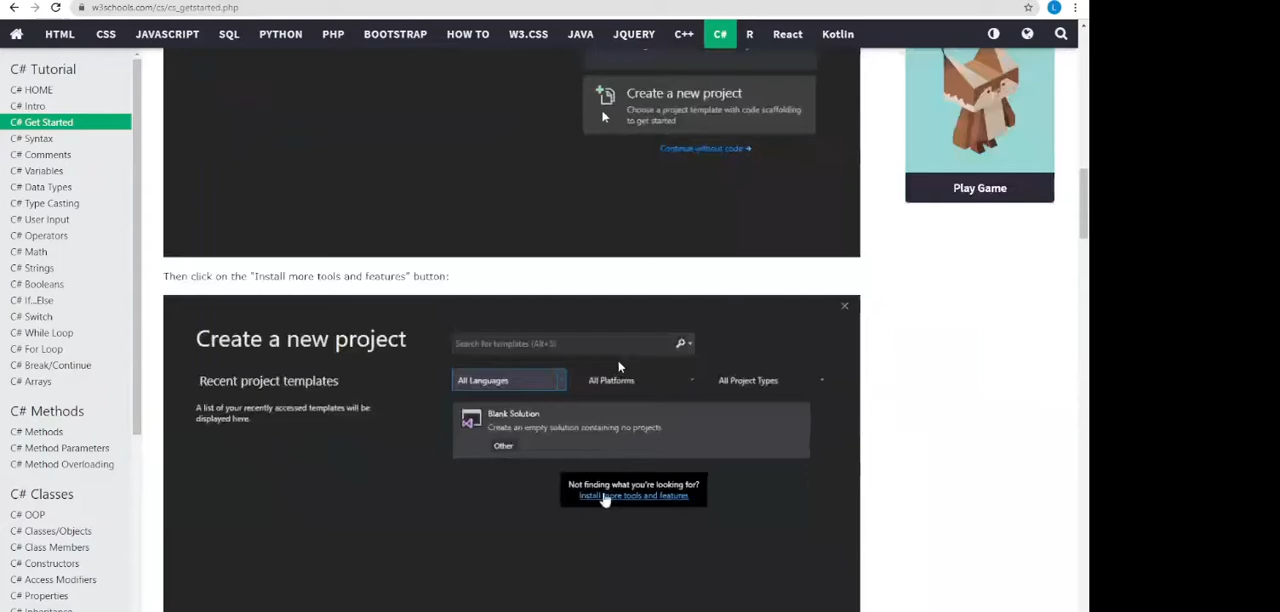 w3schools.com/cs/cs_getstarted.php
L
HTML CSS JAVASCRIPT SQL PYTHON PHP BOOTSTRAP HOW TO W3.CSS JAVA JQUERY C++ C# R React Kotlin
C# Tutorial
C# HOME
C# Intro
C# Get Started
C# Syntax
C# Comments
C# Variables
C# Data Types
C# Type Casting
C# User Input
C# Operators
C# Math
C# Strings
C# Booleans
C# If...Else
C# Switch
C# While Loop
C# For Loop
C# Break/Continue
C# Arrays
C# Methods
C# Methods
C# Method Parameters
C# Method Overloading
C# Classes
C# OOP
C# Classes/Objects
C# Class Members
C# Constructors
C# Access Modifiers
C# Properties
C# Inheritance
Create a new project
Choose a project template with code scaffolding
to get started
Continue without code
Then click on the "Install more tools and features" button:
Create a new project
Recent project templates
A list of your recently accessed templates will be
displayed here.
Search for templates (Alt+S)
All Languages All Platforms All Project Types
Blank Solution
Create an empty solution containing no projects
Other
Not finding what you're looking for?
Install more tools and features
Play Game